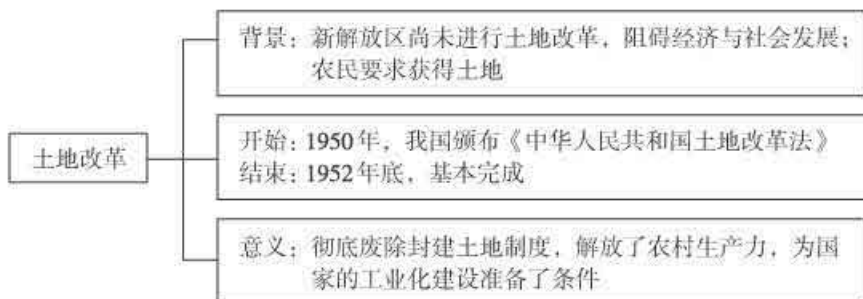 土地改革
背景：新解放区尚未进行土地改革，阻碍经济与社会发展；
农民要求获得土地
开始：1950年，我国颁布《中华人民共和国土地改革法》
结束：1952年底，基本完成
意义：彻底废除封建土地制度，解放了农村生产力，为国
家的工业化建设准备了条件